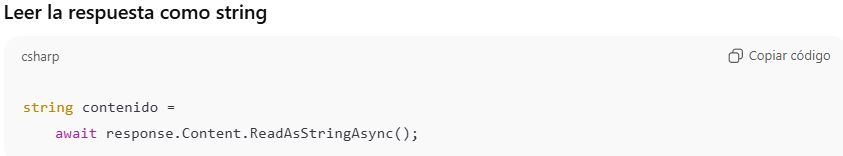 Leer la respuesta como string
csharp
Copiar código
string contenido =
    await response.Content.ReadAsStringAsync();